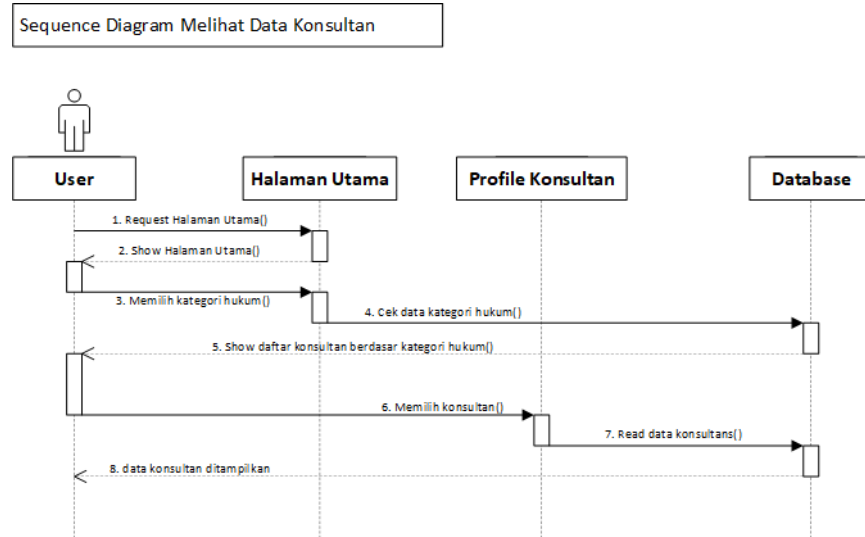 Sequence Diagram Melihat Data Konsultan
User
Halaman Utama
Profile Konsultan
Database
1. Request Halaman Utama()
2. Show Halaman Utama()
3. Memilih kategori hukum()
4. Cek data kategori hukum()
5. Show daftar konsultan berdasar kategori hukum()
6. Memilih konsultan()
7. Read data konsultans()
8. data konsultan ditampilkan